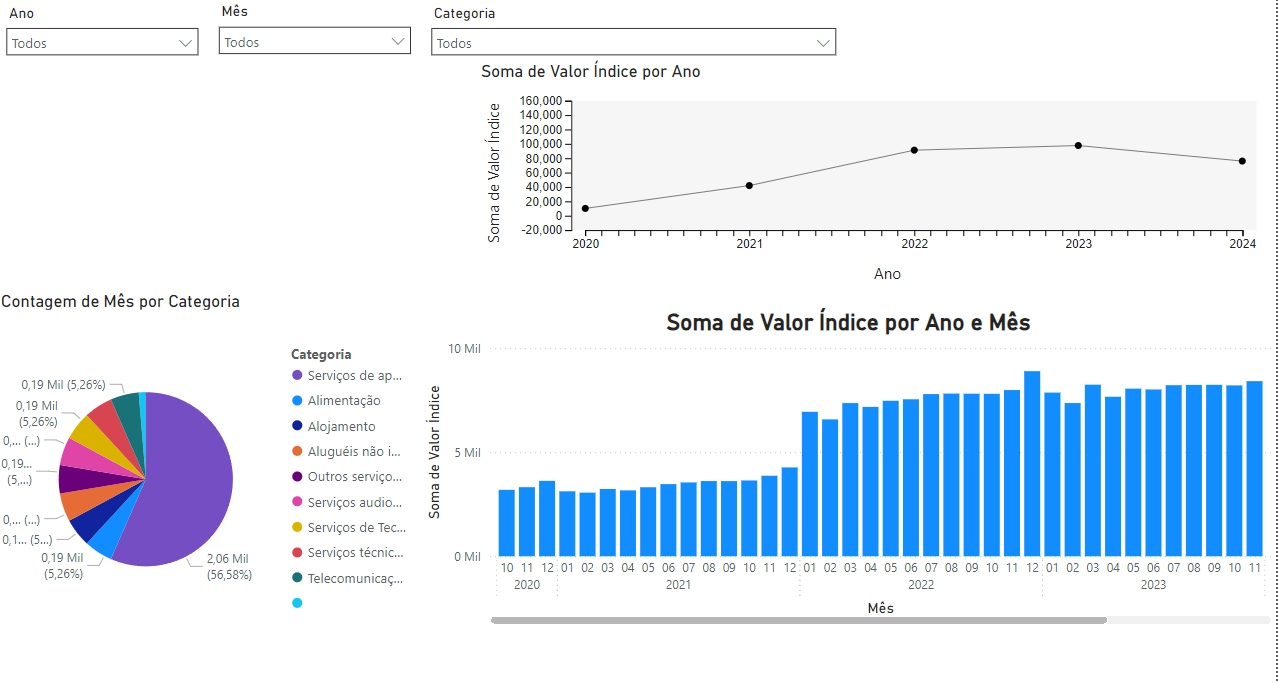 Ano
Mês
Categoria
Todos
Todos
Todos
Soma de Valor Índice por Ano
Soma de Valor Índice
160,000
140,000
120,000
100,000
80,000
60,000
40,000
20,000
0
-20,000
2020
2021
2022
2023
2024
Ano
Contagem de Mês por Categoria
0,19 Mil (5,26%)
0,19 Mil
(5,26%)
0,... (...)
0,19...
(5,...)
0,... (...)
0,1... (5...)
0,19 Mil
(5,26%)
2,06 Mil
(56,58%)
Categoria
Serviços de ap...
Alimentação
Alojamento
Aluguéis não i...
Outros serviço...
Serviços audio...
Serviços de Tec...
Serviços técnic...
Telecomunicaç...
Soma de Valor Índice por Ano e Mês
Soma de Valor Índice
10 Mil
5 Mil
0 Mil
10 11 12 01 02 03 04 05 06 07 08 09 10 11 12 01 02 03 04 05 06 07 08 09 10 11 12 01 02 03 04 05 06 07 08 09 10 11
2020 2021 2022 2023
Mês